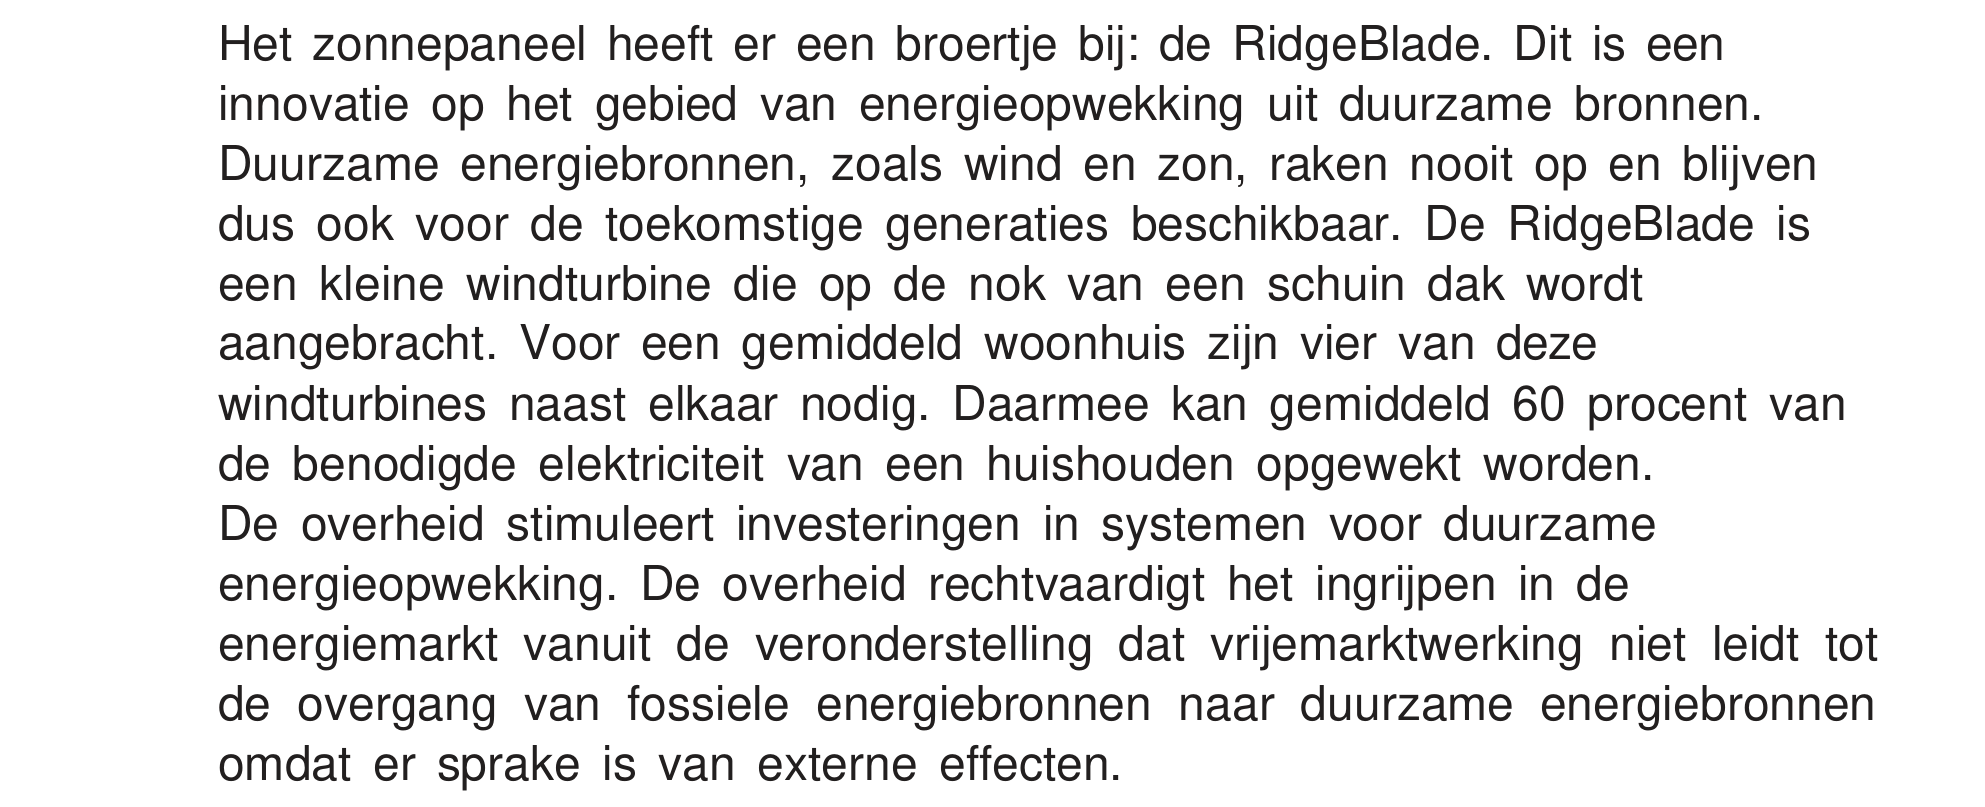 Het zonnepaneel heeft er een broertje bij: de RidgeBlade. Dit is een
innovatie op het gebied van energieopwekking uit duurzame bronnen.
Duurzame energiebronnen, zoals wind en zon, raken nooit op en blijven
dus ook voor de toekomstige generaties beschikbaar. De RidgeBlade is
een kleine windturbine die op de nok van een schuin dak wordt
aangebracht. Voor een gemiddeld woonhuis zijn vier van deze
windturbines naast elkaar nodig. Daarmee kan gemiddeld 60 procent van
de benodigde elektriciteit van een huishouden opgewekt worden.
De overheid stimuleert investeringen in systemen voor duurzame
energieopwekking. De overheid rechtvaardigt het ingrijpen in de
energiemarkt vanuit de veronderstelling dat vrijemarktwerking niet leidt tot
de overgang van fossiele energiebronnen naar duurzame energiebronnen
omdat er sprake is van externe effecten.